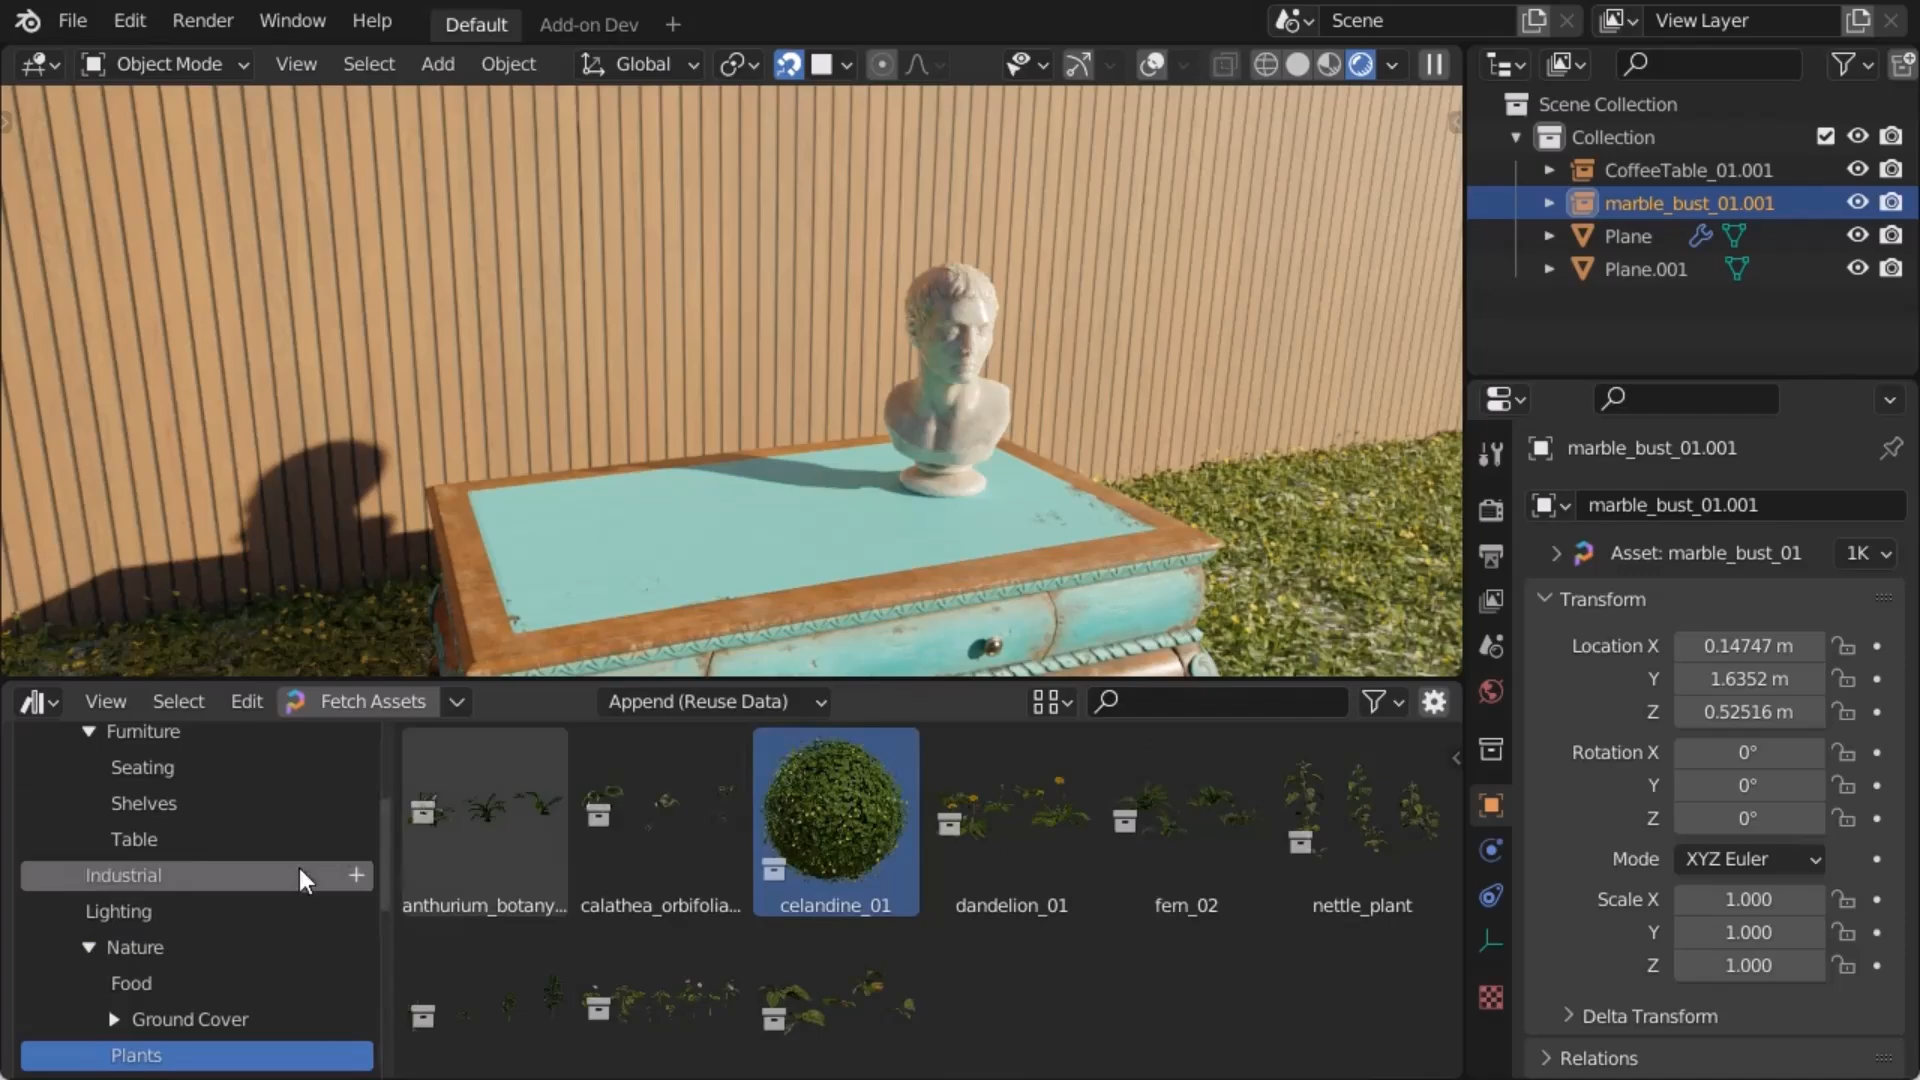 File Edit Render Window Help Default Add-on Dev + Scene View Layer
Object Mode View Select Add Object Global
Scene Collection
Collection
CoffeeTable_01.001
marble_bust_01.001
Plane
Plane.001
marble_bust_01.001
marble_bust_01.001
Asset: marble_bust_01 1K
Transform
Location X 0.14747 m
Y 1.6352 m
Z 0.52516 m
Rotation X 0°
Y 0°
Z 0°
Mode XYZ Euler
Scale X 1.000
Y 1.000
Z 1.000
Delta Transform
Relations
View Select Edit Fetch Assets Append (Reuse Data)
Furniture
Seating
Shelves
Table
Industrial +
Lighting
Nature
Food
Ground Cover
Plants
anthurium_botany... calathea_orbifolia... celandine_01 dandelion_01 fern_02 nettle_plant